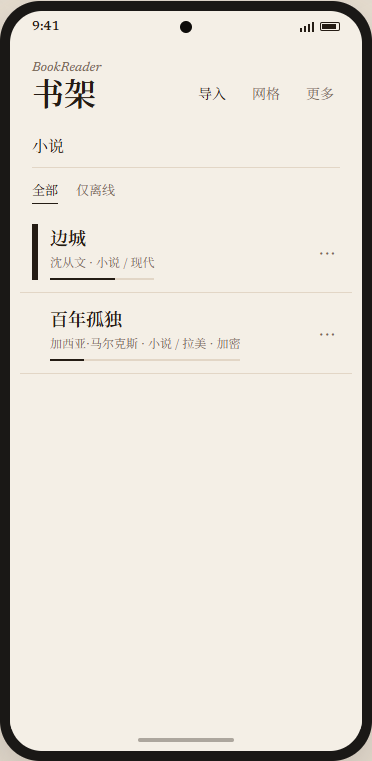 9:41
BookReader
书架
导入 网格 更多
小说
全部 仅离线
边城
沈从文 · 小说 / 现代
···
百年孤独
加西亚·马尔克斯 · 小说 / 拉美 · 加密
···